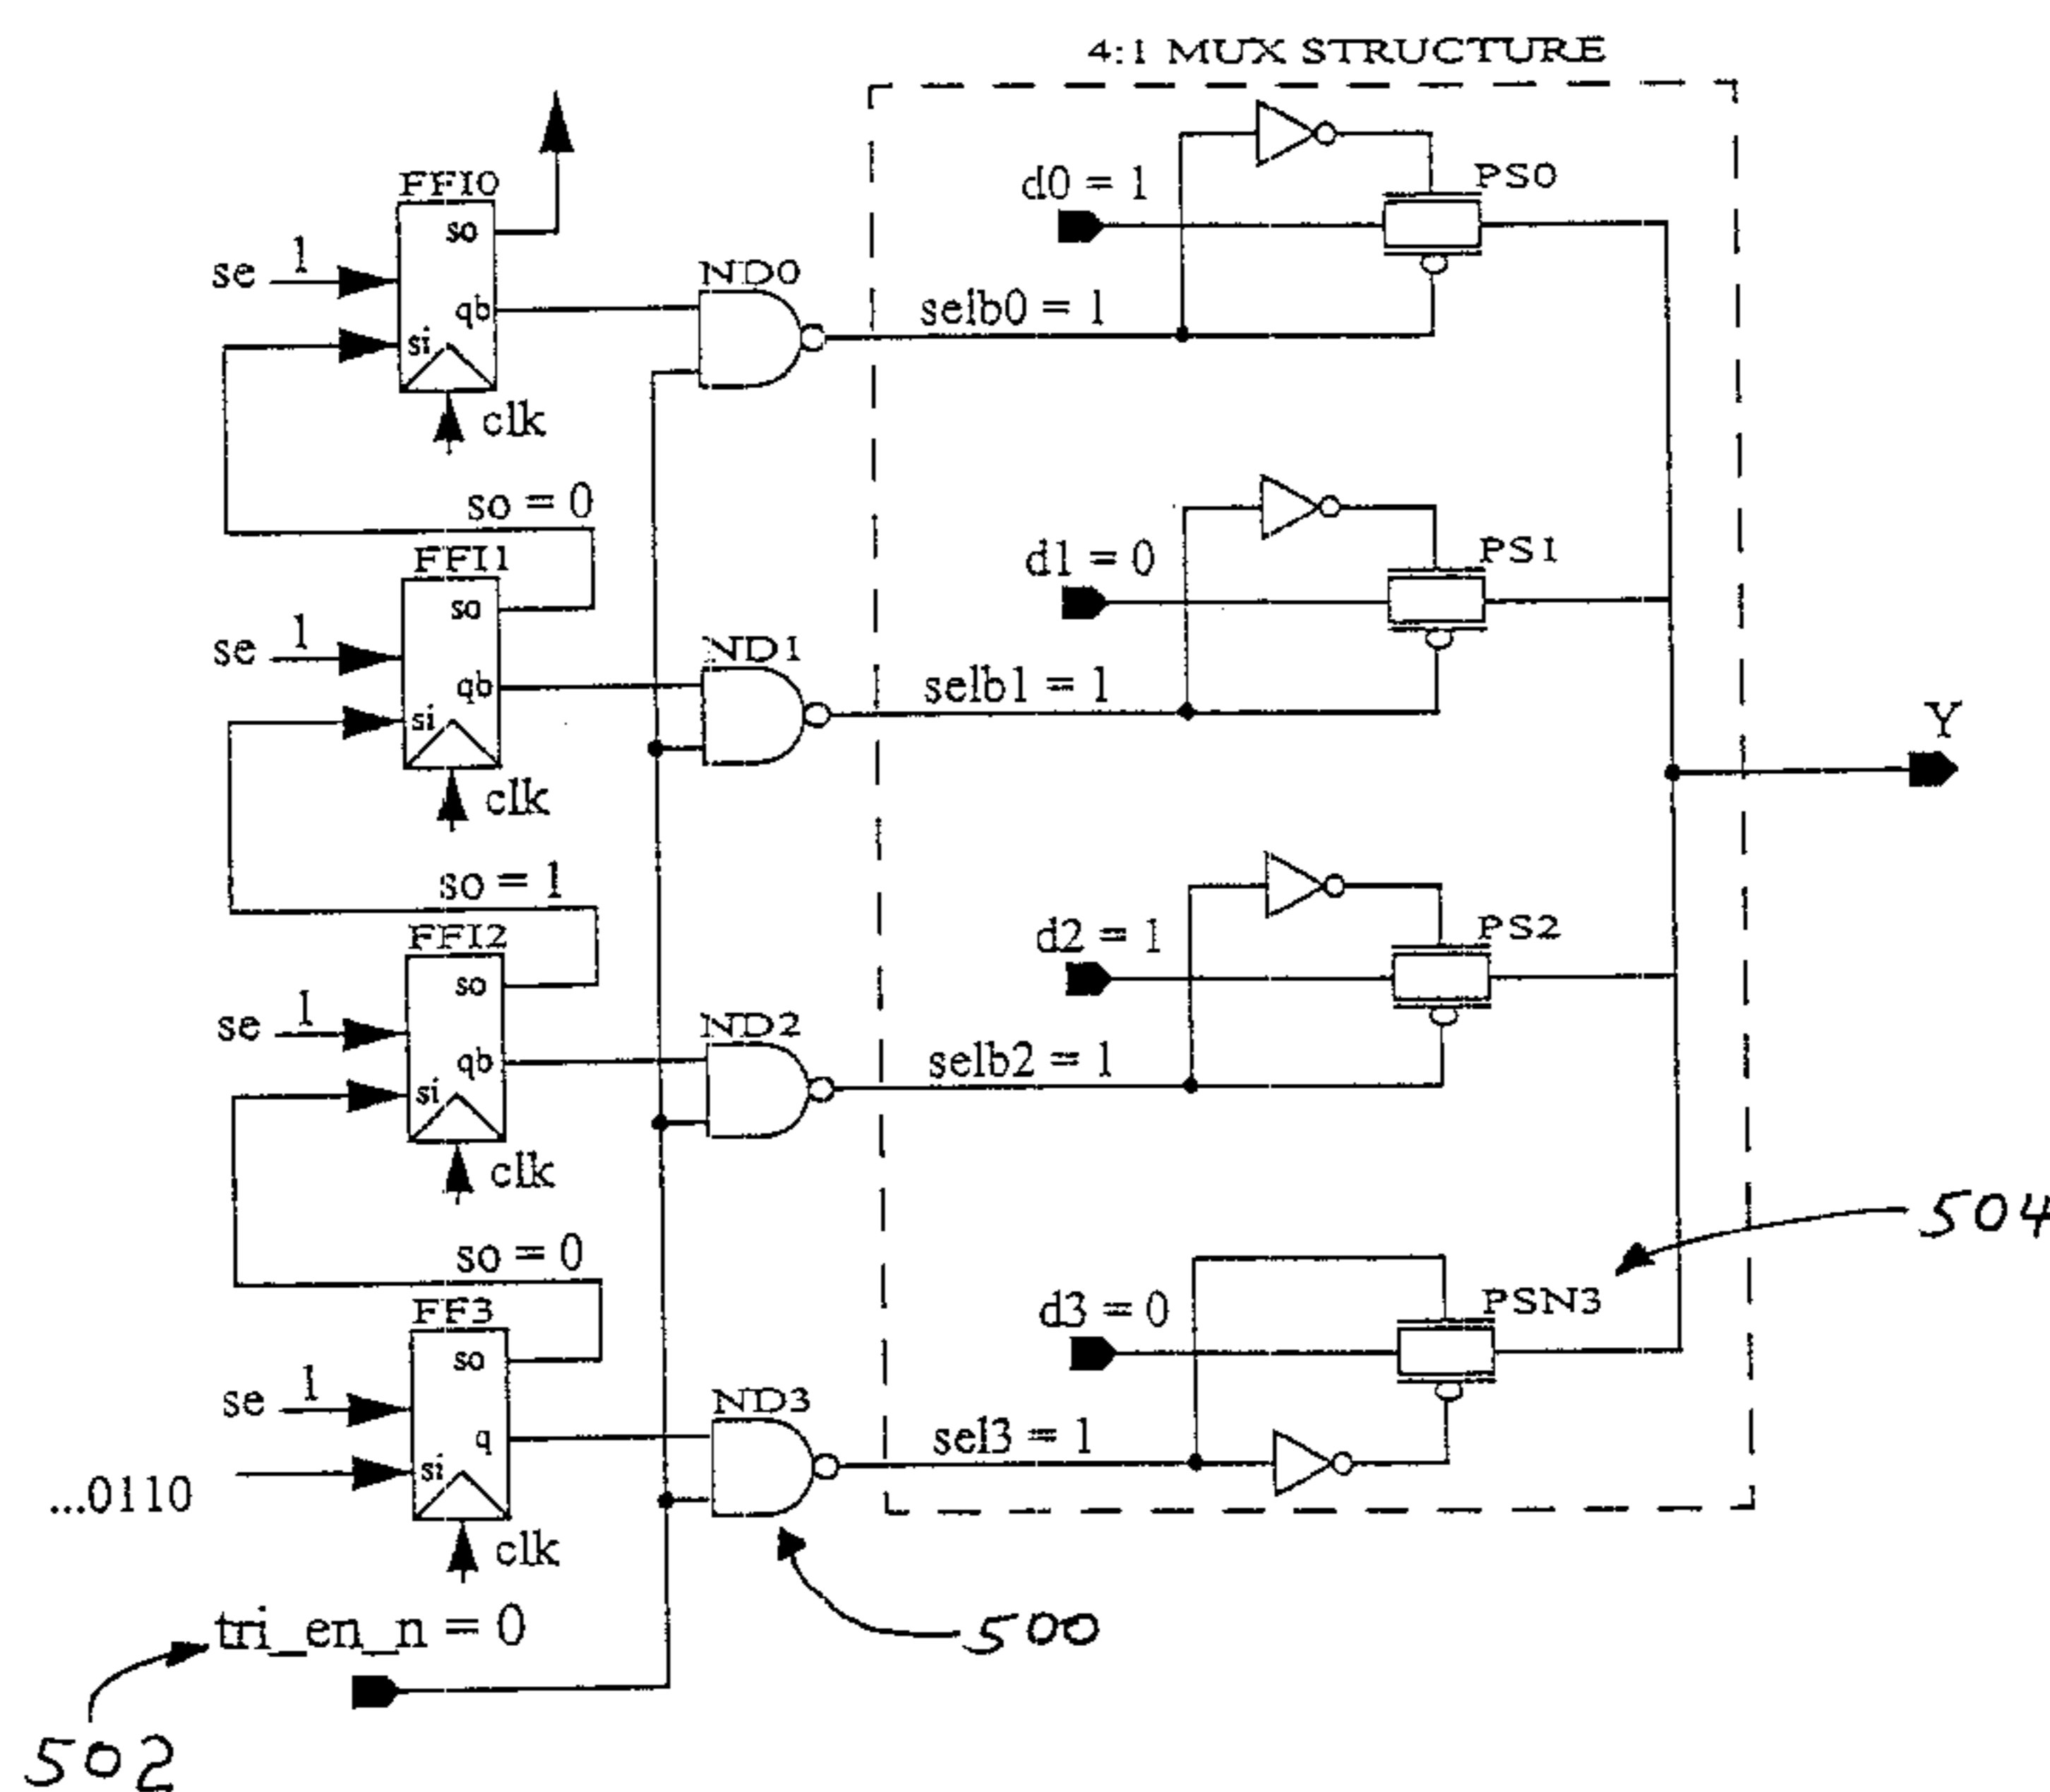 4:1 MUX STRUCTURE
FFI0
so
se 1
qb
si
clk
ND0
selb0 = 1
d0 = 1
PS0
so = 0
FFI1
so
se 1
qb
si
clk
ND1
selb1 = 1
d1 = 0
PS1
Y
so = 1
FFI2
so
se 1
qb
si
clk
ND2
selb2 = 1
d2 = 1
PS2
so = 0
FF3
so
se 1
q
si
...0110
clk
ND3
sel3 = 1
d3 = 0
PSN3
504
500
tri_en_n = 0
502